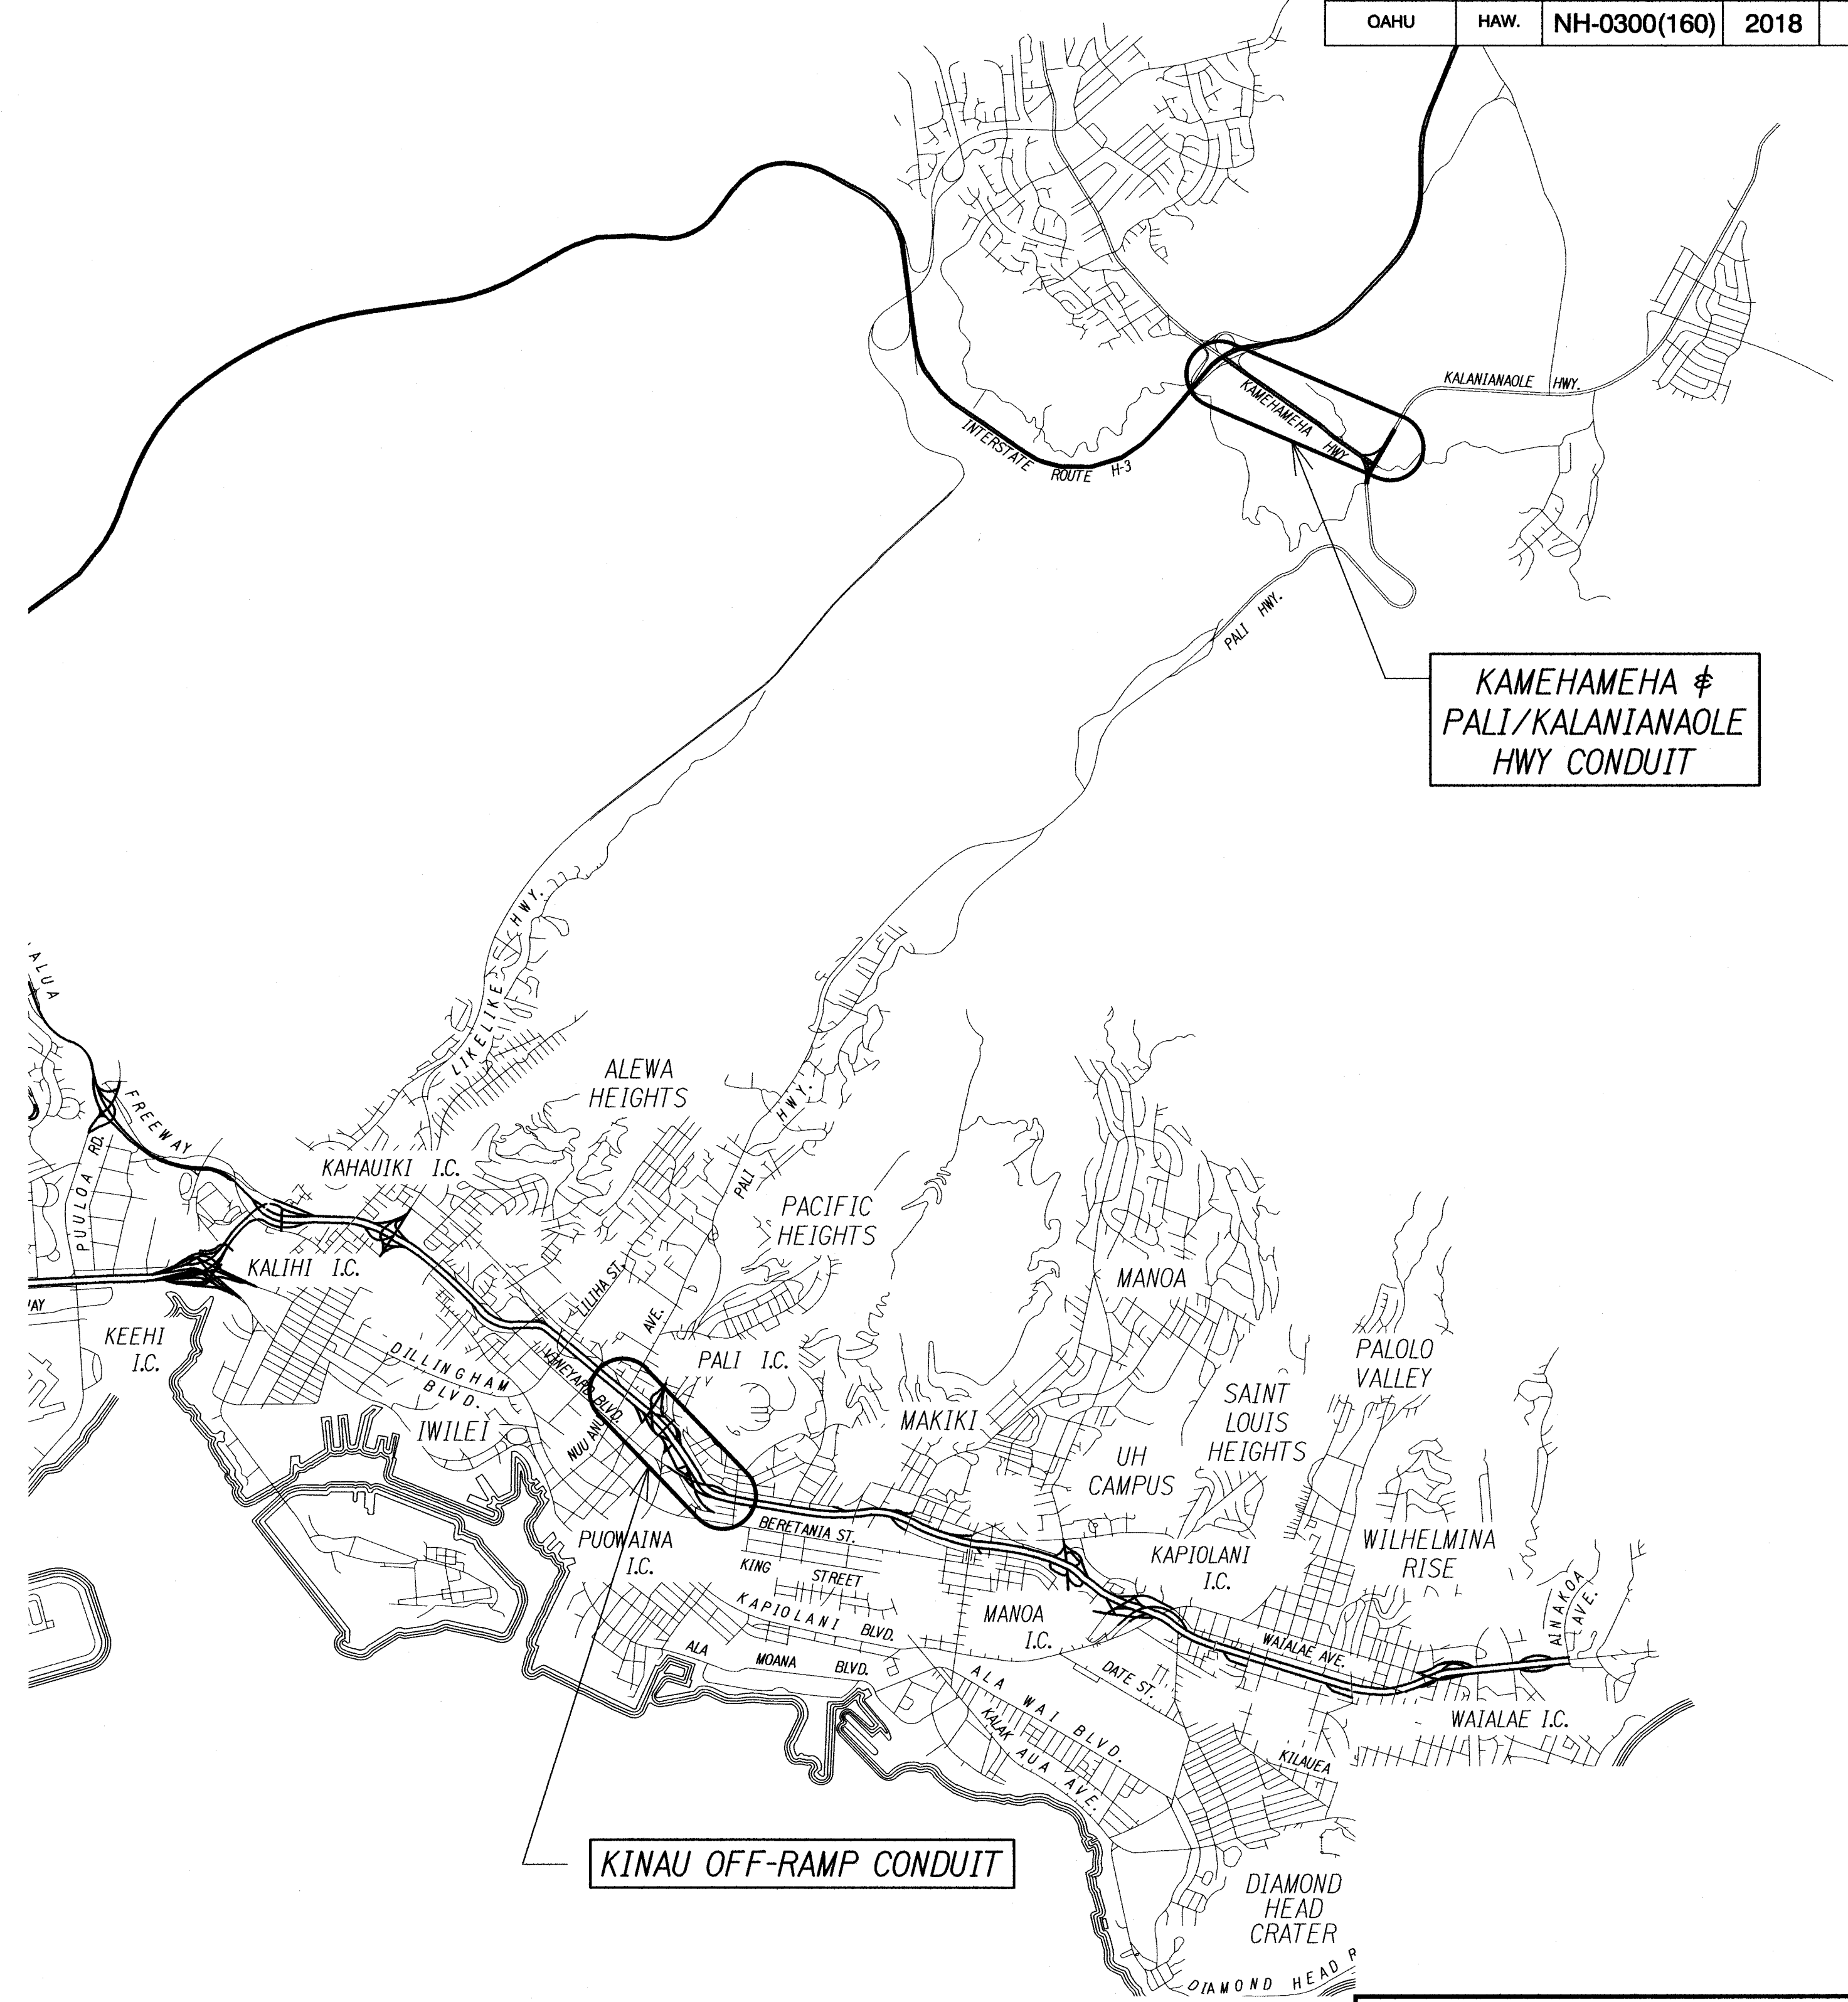 OAHU HAW. NH-0300(160) 2018
KALANIANAOLE HWY.
KAMEHAMEHA HWY
INTERSTATE ROUTE H-3
PALI HWY.
KAMEHAMEHA &
PALI/KALANIANAOLE
HWY CONDUIT
LIKELIKE HWY.
ALUA
FREEWAY
PUULOA RD.
ALEWA
HEIGHTS
KAHAUIKI I.C.
PALI HWY.
PACIFIC
HEIGHTS
KALIHI I.C.
LILIHA ST.
MANOA
KEEHI
I.C.
DILLINGHAM
BLVD.
VINEYARD BLVD.
NUUANU AVE.
PALI I.C.
IWILEI
MAKIKI
PALOLO
VALLEY
SAINT
LOUIS
HEIGHTS
UH
CAMPUS
PUOWAINA
I.C.
BERETANIA ST.
KING STREET
KAPIOLANI BLVD.
ALA MOANA BLVD.
KAPIOLANI
I.C.
WILHELMINA
RISE
MANOA
I.C.
AINAKOA
AVE.
WAIALAE AVE.
DATE ST.
ALA WAI BLVD.
KALAKAUA AVE.
WAIALAE I.C.
KILAUEA
KINAU OFF-RAMP CONDUIT
DIAMOND
HEAD
CRATER
DIAMOND HEAD R